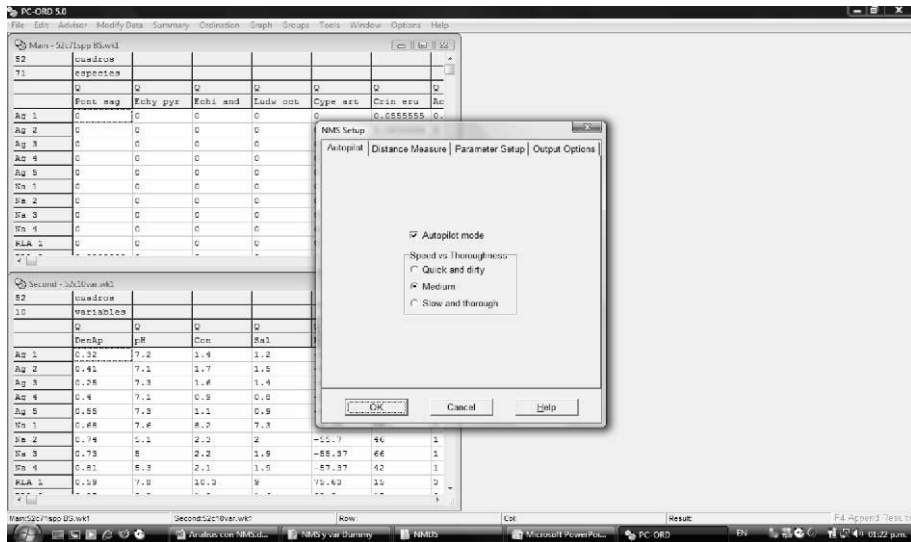 PC-ORD 5.0
File Edit Advisor Modify Data Summary Ordination Graph Groups Tools Window Options Help
Main - 52c71spp BS.wk1
52 cuadros
71 especies
Q Q Q Q Q Q Q
Pont sag Echy pyr Echi and Ludw oct Cype art Crin eru Ac
Ag 1 0 0 0 0 0 0.0555555 0.
Ag 2 0 0 0 0
Ag 3 0 0 0 0
Ag 4 0 0 0 0
Ag 5 0 0 0 0
Na 1 0 0 0 0
Na 2 0 0 0 0
Na 3 0 0 0 0
Na 4 0 0 0 0
RLA 1 0 0 0 0
NMS Setup
Autopilot Distance Measure Parameter Setup Output Options
Autopilot mode
Speed vs Thoroughness
Quick and dirty
Medium
Slow and thorough
OK Cancel Help
Second - 52c10var.wk1
52 cuadros
10 variables
Q Q Q Q
DenAp pH Con Sal
Ag 1 0.32 7.2 1.4 1.2
Ag 2 0.41 7.1 1.7 1.5
Ag 3 0.25 7.3 1.6 1.4
Ag 4 0.4 7.1 0.9 0.8
Ag 5 0.55 7.3 1.1 0.9
Na 1 0.68 7.6 8.2 7.3
Na 2 0.74 5.1 2.3 2 -55.7 46 1
Na 3 0.73 5 2.2 1.9 -55.37 66 1
Na 4 0.81 5.3 2.1 1.9 -57.37 42 1
RLA 1 0.59 7.8 10.3 9 75.63 15
Main:52c71spp BS.wk1 Second:52c10var.wk1 Row: Col: Result: F4 Append Results
Analisis con NMS.d... NMS y var Dummy NMDS Microsoft PowerPoi... PC-ORD EN 01:22 p.m.